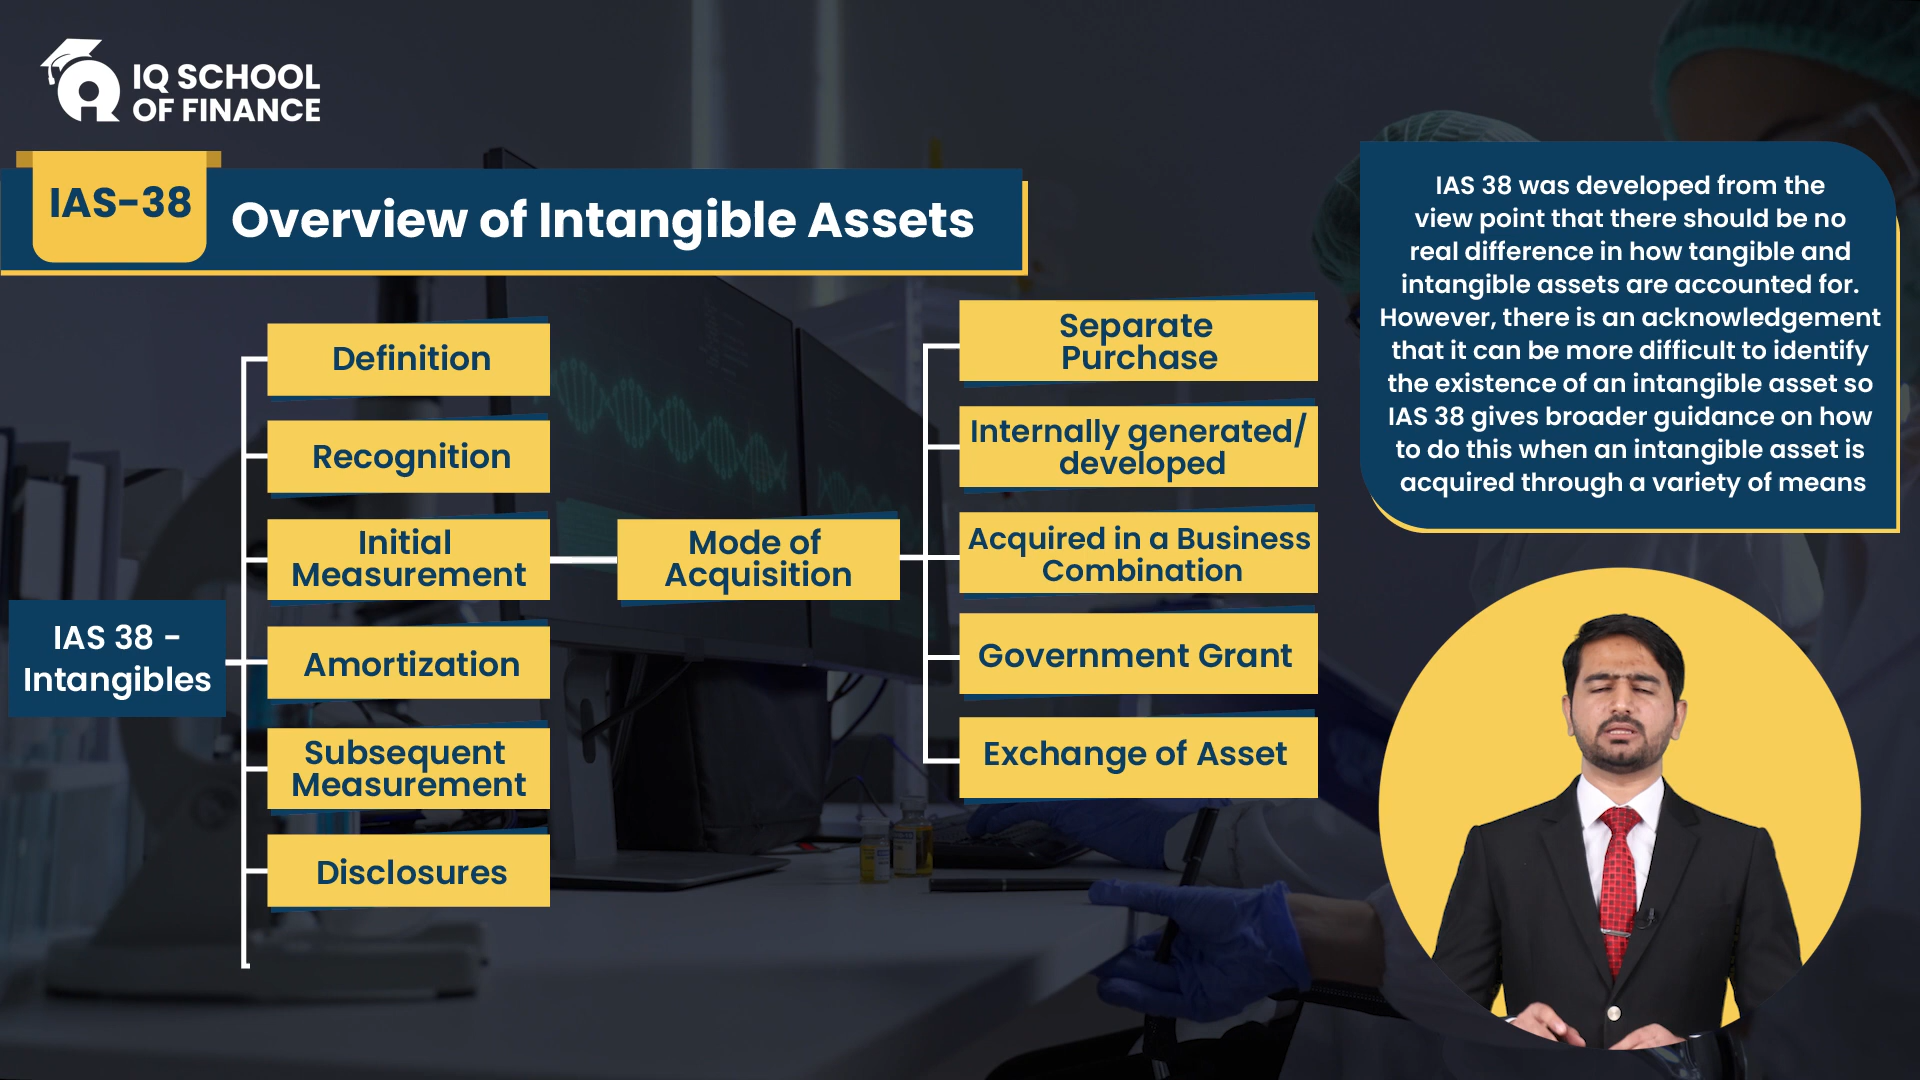 IQ SCHOOL
OF FINANCE
IAS-38
Overview of Intangible Assets
IAS 38 -
Intangibles
Definition
Recognition
Initial
Measurement
Amortization
Subsequent
Measurement
Disclosures
Mode of
Acquisition
Separate
Purchase
Internally generated/
developed
Acquired in a Business
Combination
Government Grant
Exchange of Asset
IAS 38 was developed from the
view point that there should be no
real difference in how tangible and
intangible assets are accounted for.
However, there is an acknowledgement
that it can be more difficult to identify
the existence of an intangible asset so
IAS 38 gives broader guidance on how
to do this when an intangible asset is
acquired through a variety of means